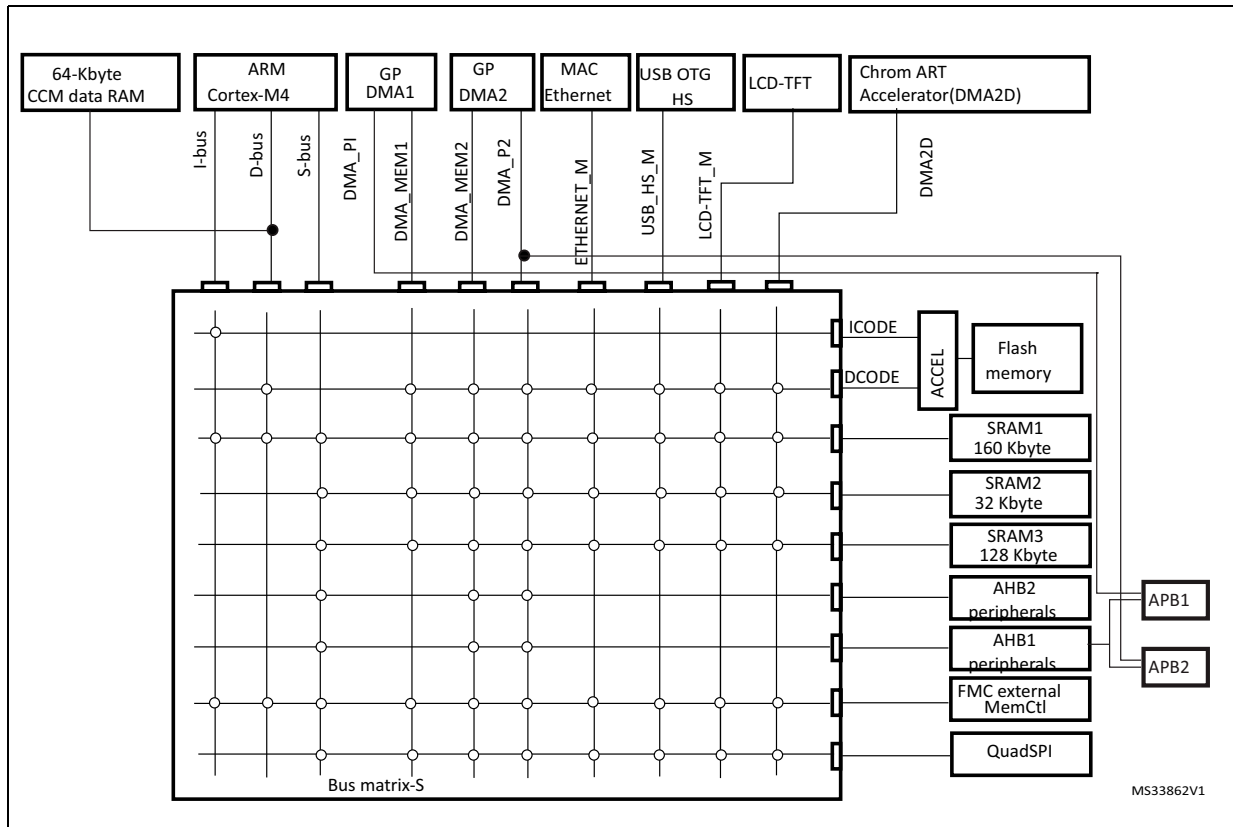 64-Kbyte
CCM data RAM
ARM
Cortex-M4
GP
DMA1
GP
DMA2
MAC
Ethernet
USB OTG
HS
LCD-TFT
Chrom ART
Accelerator(DMA2D)
I-bus
D-bus
S-bus
DMA_PI
DMA_MEM1
DMA_MEM2
DMA_P2
ETHERNET_M
USB_HS_M
LCD-TFT_M
DMA2D
ICODE
DCODE
ACCEL
Flash
memory
SRAM1
160 Kbyte
SRAM2
32 Kbyte
SRAM3
128 Kbyte
AHB2
peripherals
AHB1
peripherals
FMC external
MemCtl
QuadSPI
APB1
APB2
Bus matrix-S
MS33862V1